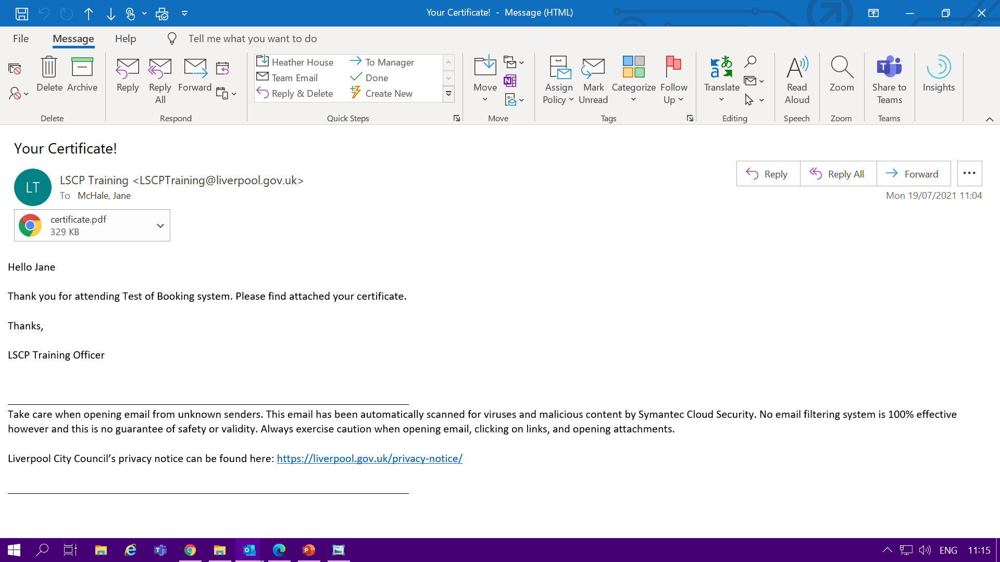 Your Certificate! - Message (HTML)
File Message Help Tell me what you want to do
Delete Archive
Delete
Reply Reply All Forward
Respond
Heather House To Manager
Team Email Done
Reply & Delete Create New
Quick Steps
Move
Move
Assign Policy Mark Unread Categorize Follow Up
Tags
Translate
Editing
Read Aloud
Speech
Zoom
Zoom
Share to Teams
Teams
Insights
Your Certificate!
LT
LSCP Training <LSCPTraining@liverpool.gov.uk>
To McHale, Jane
Reply Reply All Forward
Mon 19/07/2021 11:04
certificate.pdf
329 KB
Hello Jane
Thank you for attending Test of Booking system. Please find attached your certificate.
Thanks,
LSCP Training Officer
Take care when opening email from unknown senders. This email has been automatically scanned for viruses and malicious content by Symantec Cloud Security. No email filtering system is 100% effective
however and this is no guarantee of safety or validity. Always exercise caution when opening email, clicking on links, and opening attachments.
Liverpool City Council’s privacy notice can be found here: https://liverpool.gov.uk/privacy-notice/
ENG 11:15